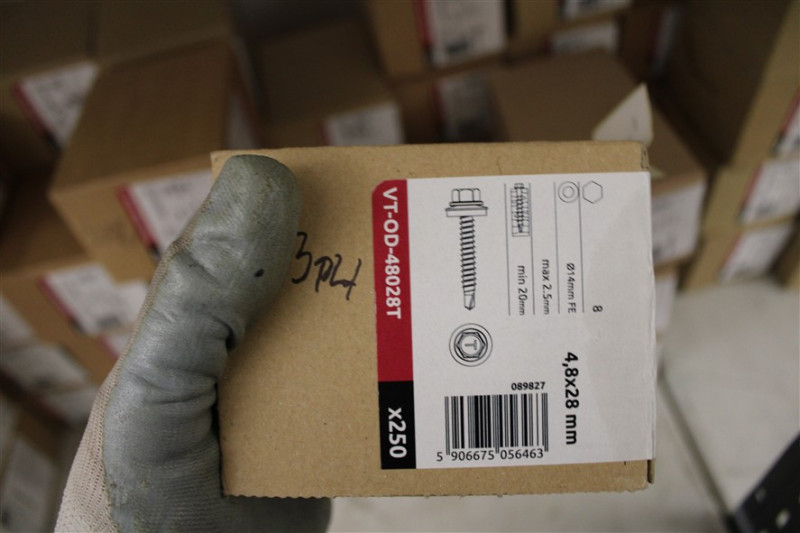 VT-OD-48028T
x250
min 20mm
max 2.5mm
Ø14mm FE
8
T
4,8x28 mm
089827
5 906675 056463